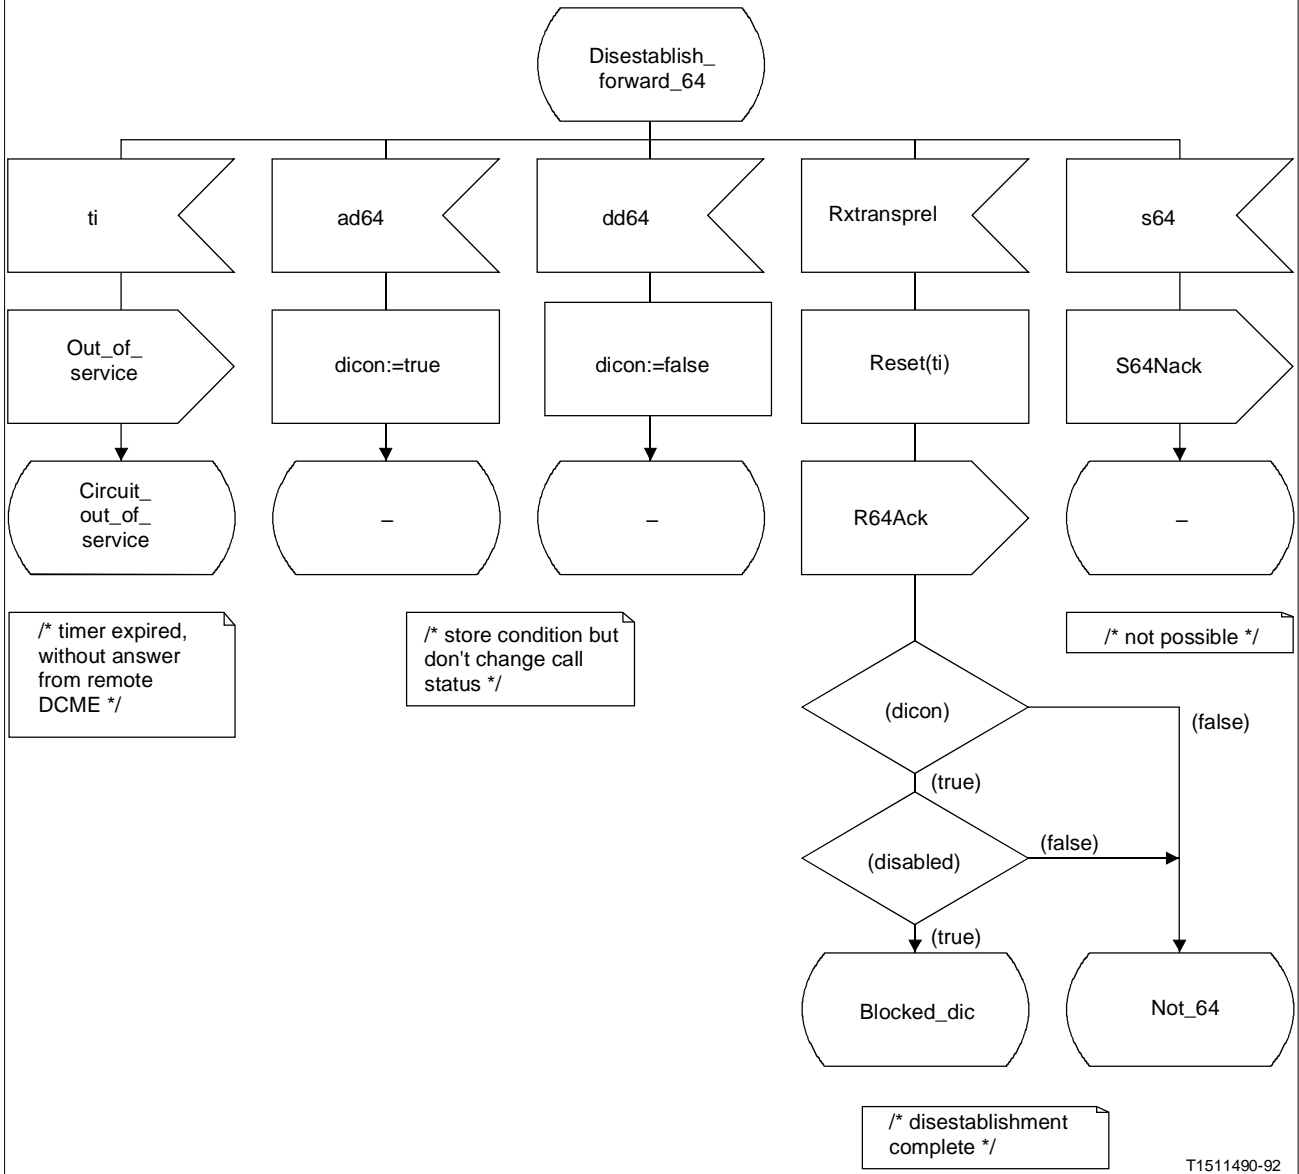 Disestablish_
forward_64
ti
ad64
dd64
Rxtransprel
s64
Out_of_
service
dicon:=true
dicon:=false
Reset(ti)
S64Nack
Circuit_
out_of_
service
–
–
R64Ack
–
/* timer expired,
without answer
from remote
DCME */
/* store condition but
don't change call
status */
/* not possible */
(dicon)
(false)
(true)
(disabled)
(false)
(true)
Blocked_dic
Not_64
/* disestablishment
complete */
T1511490-92